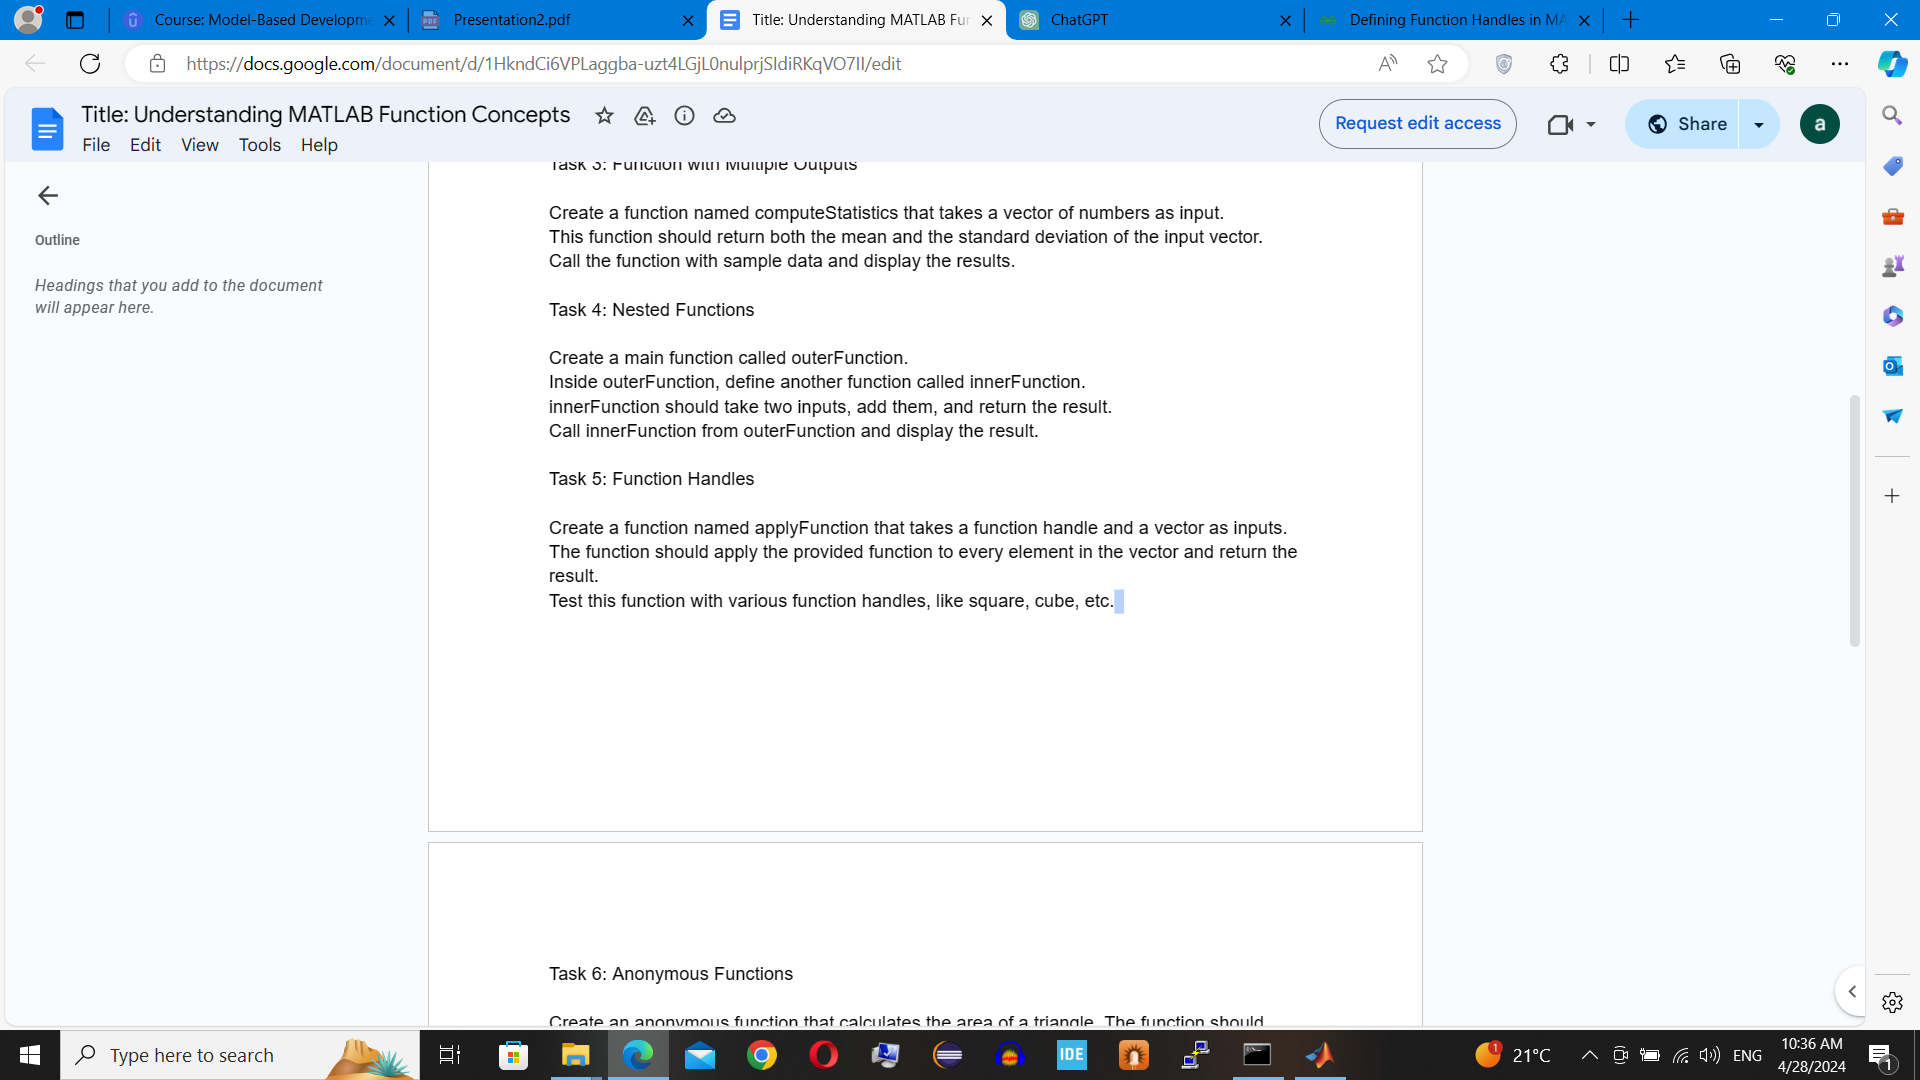 Course: Model-Based Developme
Presentation2.pdf
Title: Understanding MATLAB Fun
ChatGPT
Defining Function Handles in MA
https://docs.google.com/document/d/1HkndCi6VPLaggba-uzt4LGjL0nulprjSldiRKqVO7lI/edit
Title: Understanding MATLAB Function Concepts
File Edit View Tools Help
Request edit access
Share
a
Outline
Headings that you add to the document
will appear here.
Task 3: Function with Multiple Outputs
Create a function named computeStatistics that takes a vector of numbers as input.
This function should return both the mean and the standard deviation of the input vector.
Call the function with sample data and display the results.
Task 4: Nested Functions
Create a main function called outerFunction.
Inside outerFunction, define another function called innerFunction.
innerFunction should take two inputs, add them, and return the result.
Call innerFunction from outerFunction and display the result.
Task 5: Function Handles
Create a function named applyFunction that takes a function handle and a vector as inputs.
The function should apply the provided function to every element in the vector and return the
result.
Test this function with various function handles, like square, cube, etc.
Task 6: Anonymous Functions
Create an anonymous function that calculates the area of a triangle. The function should
Type here to search
IDE
1
21°C
ENG
10:36 AM
4/28/2024
1